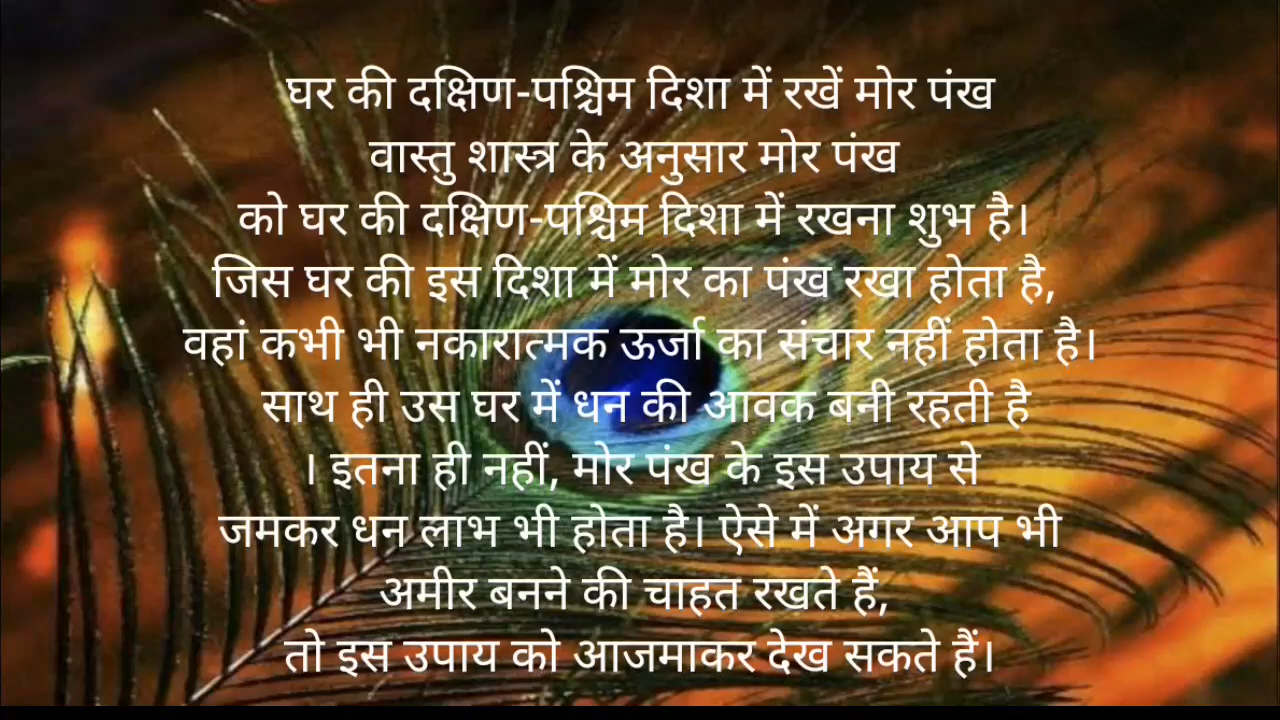 घर की दक्षिण-पश्चिम दिशा में रखें मोर पंख
वास्तु शास्त्र के अनुसार मोर पंख
को घर की दक्षिण-पश्चिम दिशा में रखना शुभ है।
जिस घर की इस दिशा में मोर का पंख रखा होता है,
वहां कभी भी नकारात्मक ऊर्जा का संचार नहीं होता है।
साथ ही उस घर में धन की आवक बनी रहती है
। इतना ही नहीं, मोर पंख के इस उपाय से
जमकर धन लाभ भी होता है। ऐसे में अगर आप भी
अमीर बनने की चाहत रखते हैं,
तो इस उपाय को आजमाकर देख सकते हैं।